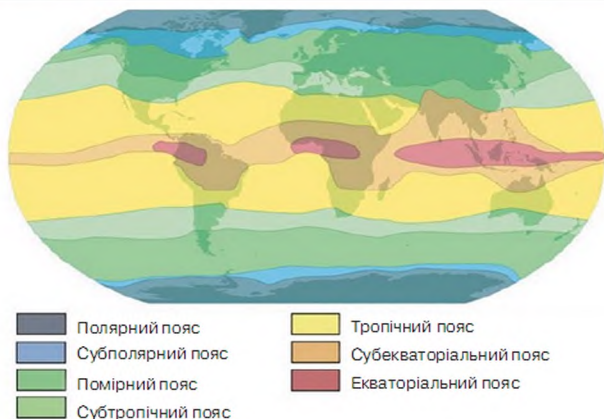 Полярний пояс
Субполярний пояс
Помірний пояс
Субтропічний пояс
Тропічний пояс
Субекваторіальний пояс
Екваторіальний пояс